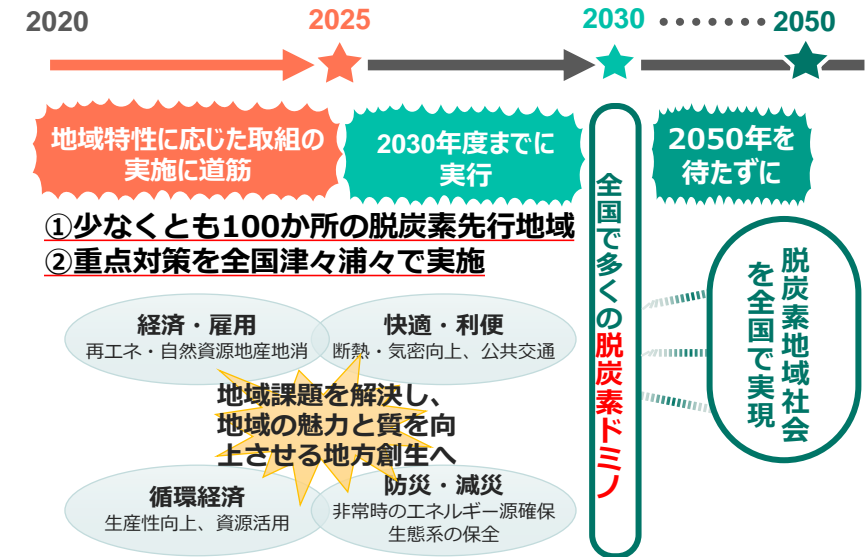 2020
2025
2030 ・・・・・・・ 2050
地域特性に応じた取組の
実施に道筋
2030年度までに
実行
2050年を
待たずに
①少なくとも100か所の脱炭素先行地域
②重点対策を全国津々浦々で実施
経済・雇用
再エネ・自然資源地産地消
快適・利便
断熱・気密向上、公共交通
地域課題を解決し、
地域の魅力と質を向
上させる地方創生へ
循環経済
生産性向上、資源活用
防災・減災
非常時のエネルギー源確保
生態系の保全
全国で多くの脱炭素ドミノ
脱炭素地域社会
を全国で実現